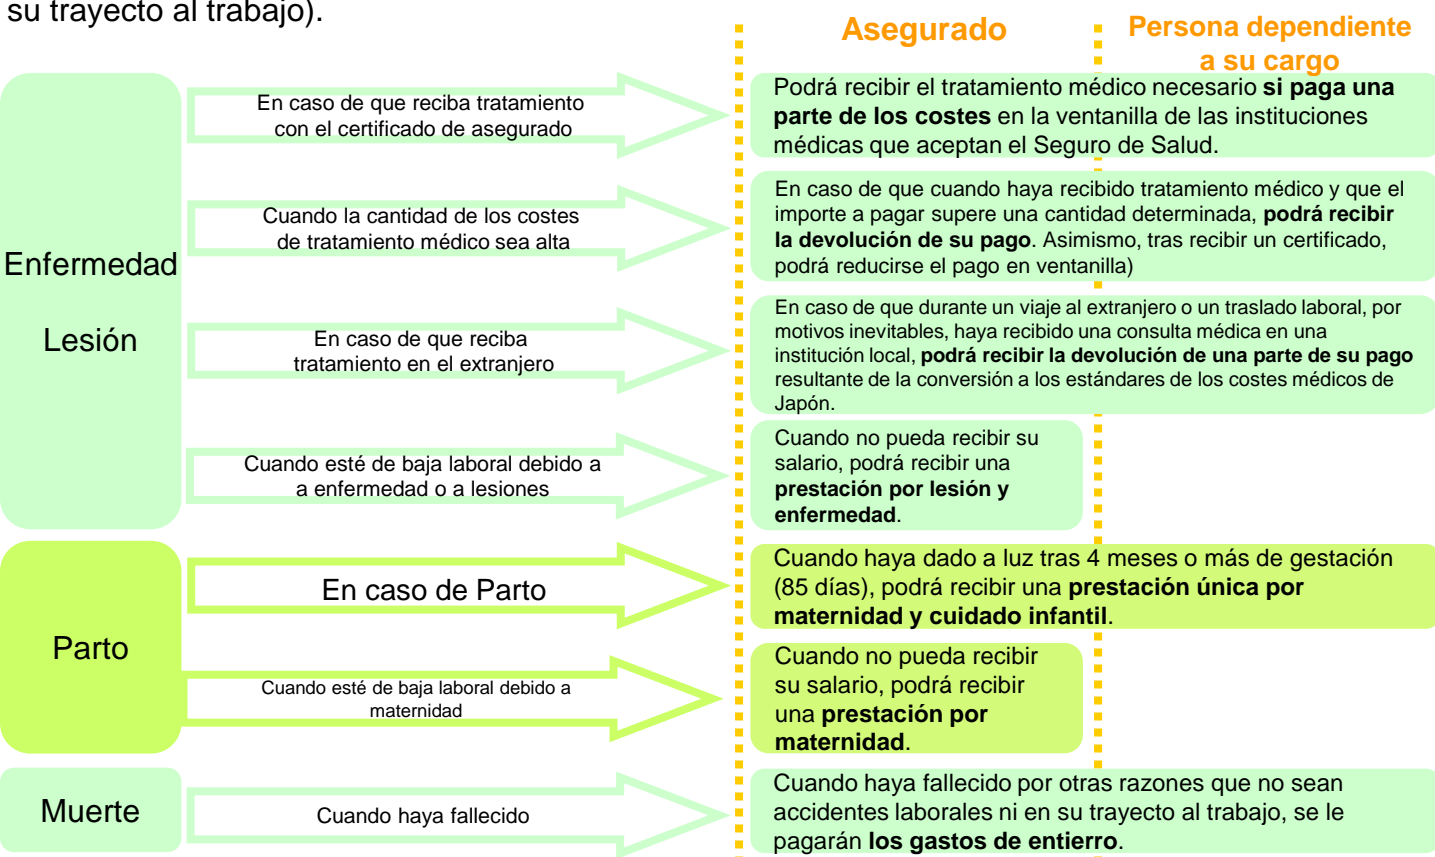 su trayecto al trabajo).
Asegurado
Persona dependiente
a su cargo
Enfermedad
Lesión
En caso de que reciba tratamiento
con el certificado de asegurado
Podrá recibir el tratamiento médico necesario si paga una
parte de los costes en la ventanilla de las instituciones
médicas que aceptan el Seguro de Salud.
Cuando la cantidad de los costes
de tratamiento médico sea alta
En caso de que cuando haya recibido tratamiento médico y que el
importe a pagar supere una cantidad determinada, podrá recibir
la devolución de su pago. Asimismo, tras recibir un certificado,
podrá reducirse el pago en ventanilla)
En caso de que reciba
tratamiento en el extranjero
En caso de que durante un viaje al extranjero o un traslado laboral, por
motivos inevitables, haya recibido una consulta médica en una
institución local, podrá recibir la devolución de una parte de su pago
resultante de la conversión a los estándares de los costes médicos de
Japón.
Cuando esté de baja laboral debido a
a enfermedad o a lesiones
Cuando no pueda recibir su
salario, podrá recibir una
prestación por lesión y
enfermedad.
Parto
En caso de Parto
Cuando haya dado a luz tras 4 meses o más de gestación
(85 días), podrá recibir una prestación única por
maternidad y cuidado infantil.
Cuando esté de baja laboral debido a
maternidad
Cuando no pueda recibir
su salario, podrá recibir
una prestación por
maternidad.
Muerte
Cuando haya fallecido
Cuando haya fallecido por otras razones que no sean
accidentes laborales ni en su trayecto al trabajo, se le
pagarán los gastos de entierro.